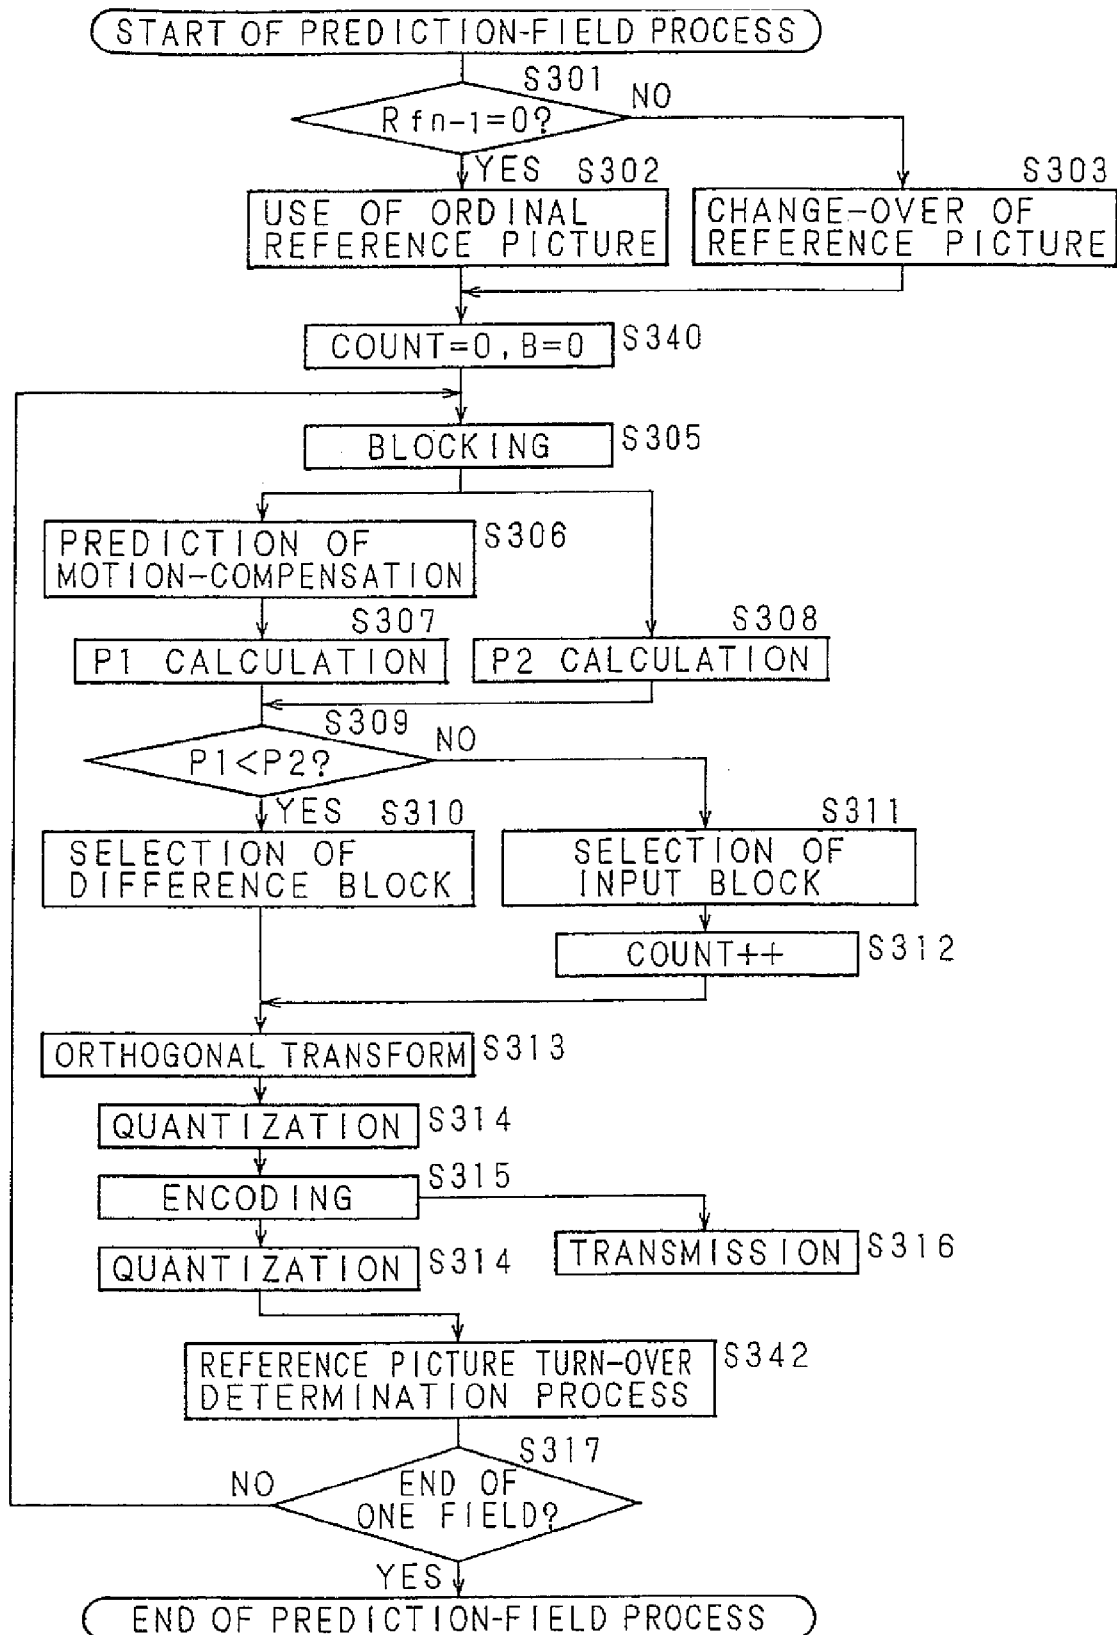 START OF PREDICTION-FIELD PROCESS
S301
Rfn-1=0?
NO
YES
S302
S303
USE OF ORDINAL
REFERENCE PICTURE
CHANGE-OVER OF
REFERENCE PICTURE
COUNT=0, B=0
S340
BLOCKING
S305
PREDICTION OF
MOTION-COMPENSATION
S306
S307
S308
P1 CALCULATION
P2 CALCULATION
S309
P1<P2?
NO
YES
S310
S311
SELECTION OF
DIFFERENCE BLOCK
SELECTION OF
INPUT BLOCK
COUNT++
S312
ORTHOGONAL TRANSFORM
S313
QUANTIZATION
S314
ENCODING
S315
QUANTIZATION
S314
TRANSMISSION
S316
REFERENCE PICTURE TURN-OVER
DETERMINATION PROCESS
S342
S317
NO
END OF
ONE FIELD?
YES
END OF PREDICTION-FIELD PROCESS